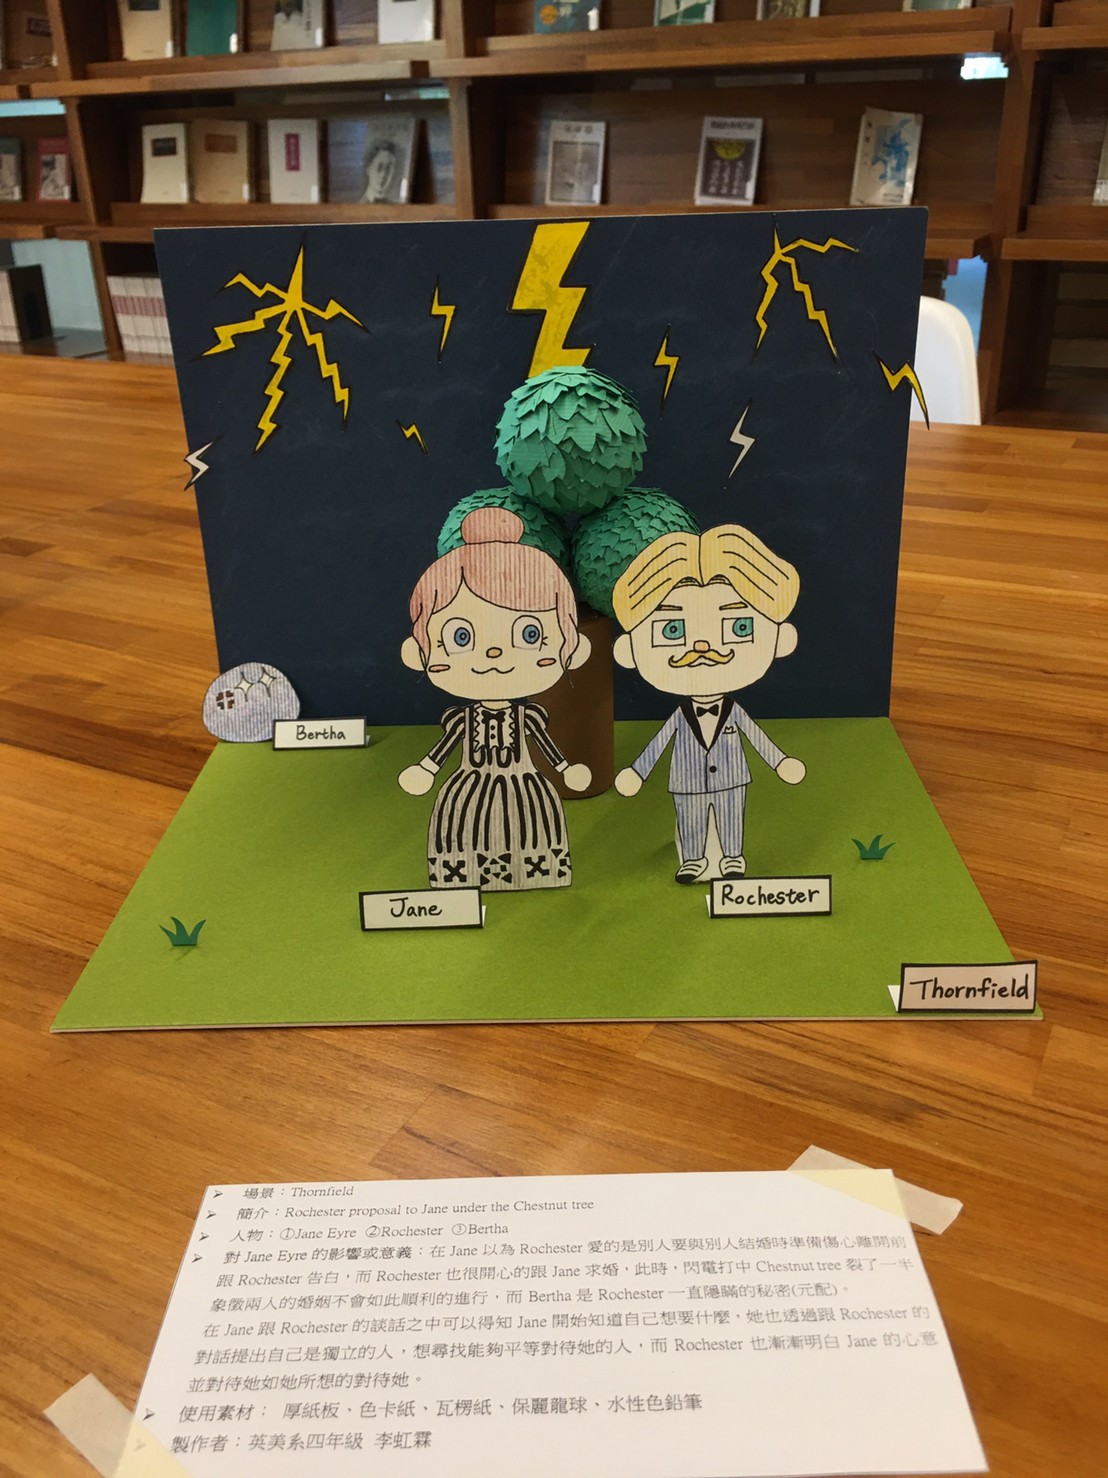 Bertha
Jane
Rochester
Thornfield
➢ 場景：Thornfield
➢ 簡介：Rochester proposal to Jane under the Chestnut tree
➢ 人物：①Jane Eyre ②Rochester ③Bertha
➢ 對 Jane Eyre 的影響或意義：在 Jane 以為 Rochester 愛的是別人要與別人結婚時準備傷心離開前
跟 Rochester 告白，而 Rochester 也很開心的跟 Jane 求婚，此時，閃電打中 Chestnut tree 裂了一半
象徵兩人的婚姻不會如此順利的進行，而 Bertha 是 Rochester 一直隱瞞的秘密(元配)。
在 Jane 跟 Rochester 的談話之中可以得知 Jane 開始知道自己想要什麼，她也透過跟 Rochester 的
對話提出自己是獨立的人，想尋找能夠平等對待她的人，而 Rochester 也漸漸明白 Jane 的心意
並對待她如她所想的對待她。
➢ 使用素材： 厚紙板、色卡紙、瓦楞紙、保麗龍球、水性色鉛筆
➢ 製作者：英美系四年級 李虹霖